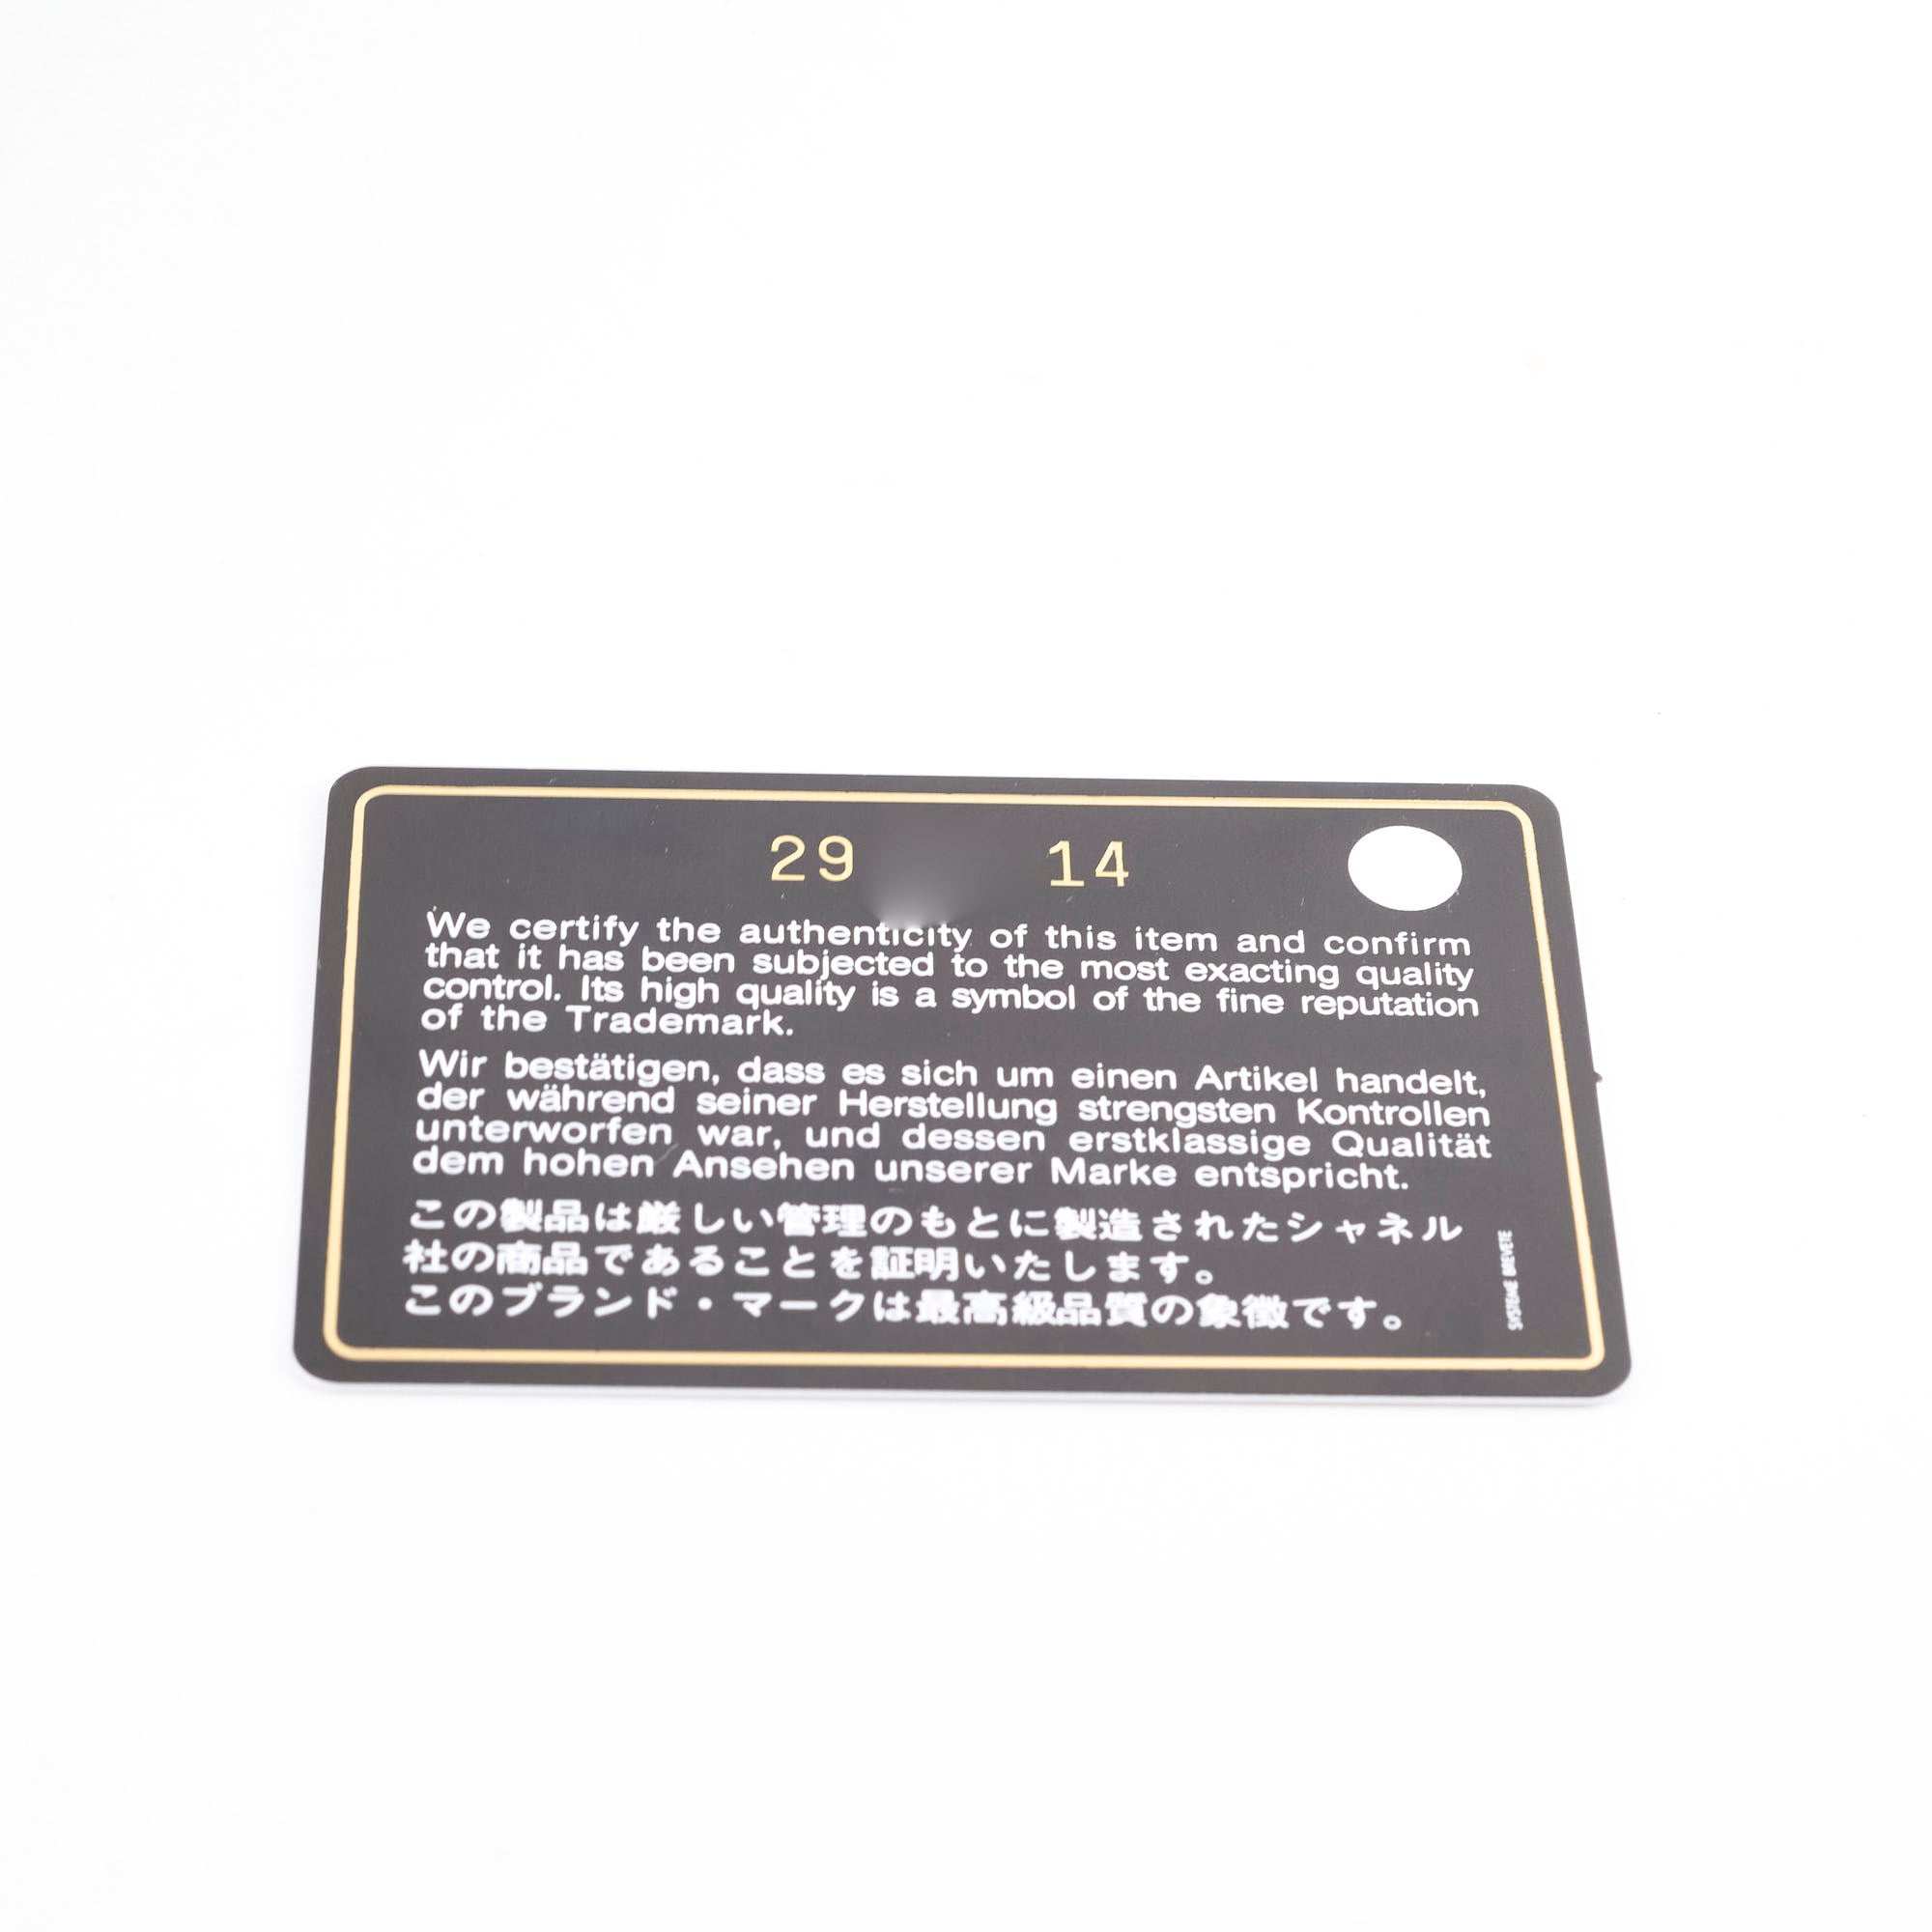 29 14
We certify the authenticity of this item and confirm
that it has been subjected to the most exacting quality
control. Its high quality is a symbol of the fine reputation
of the Trademark.
Wir bestätigen, dass es sich um einen Artikel handelt,
der während seiner Herstellung strengsten Kontrollen
unterworfen war, und dessen erstklassige Qualität
dem hohen Ansehen unserer Marke entspricht.
この製品は厳しい管理のもとに製造されたシャネル
社の商品であることを証明いたします。
このブランド・マークは最高級品質の象徴です。
SYSTEME BREVETE